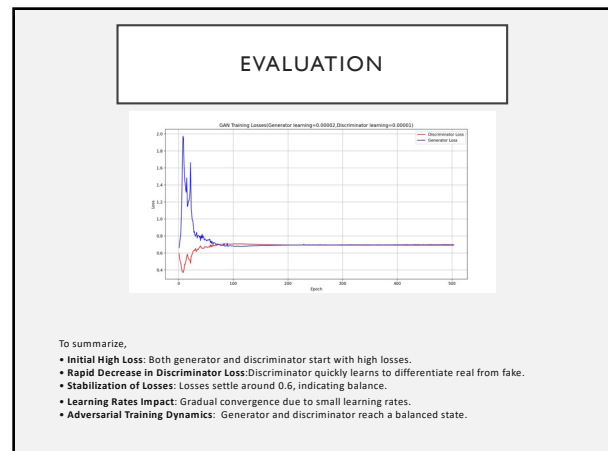 EVALUATION
GAN Training Losses(Generator learning=0.00002,Discriminator learning=0.00001)
Discriminator Loss
Generator Loss
2.0
1.8
1.6
1.4
1.2
1.0
0.8
0.6
0.4
Loss
0 100 200 300 400 500
Epoch
To summarize,
• Initial High Loss: Both generator and discriminator start with high losses.
• Rapid Decrease in Discriminator Loss:Discriminator quickly learns to differentiate real from fake.
• Stabilization of Losses: Losses settle around 0.6, indicating balance.
• Learning Rates Impact: Gradual convergence due to small learning rates.
• Adversarial Training Dynamics: Generator and discriminator reach a balanced state.